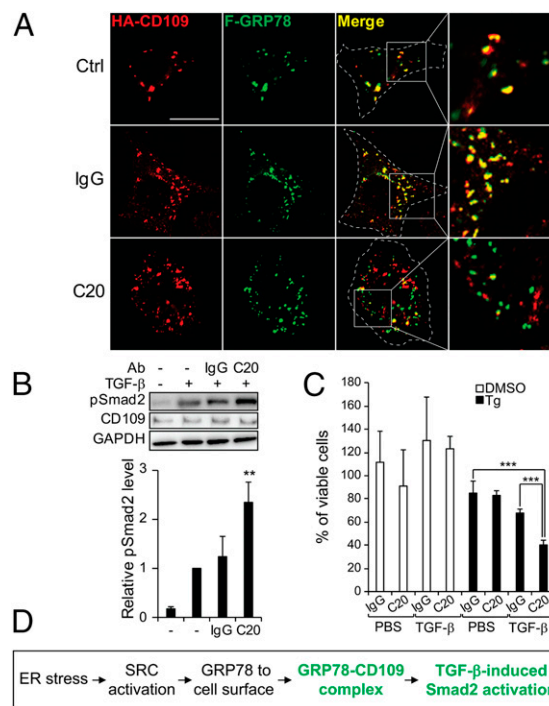 A
HA-CD109 F-GRP78 Merge
Ctrl
IgG
C20
B
Ab - - IgG C20
TGF-β - + + +
pSmad2
CD109
GAPDH
Relative pSmad2 level
3
2
1
0
**
- - IgG C20
C
DMSO
Tg
% of viable cells
180
160
140
120
100
80
60
40
20
0
***
***
IgG C20 IgG C20 IgG C20 IgG C20
PBS TGF-β PBS TGF-β
D
ER stress → SRC activation → GRP78 to cell surface → GRP78-CD109 complex → TGF-β-induced Smad2 activation